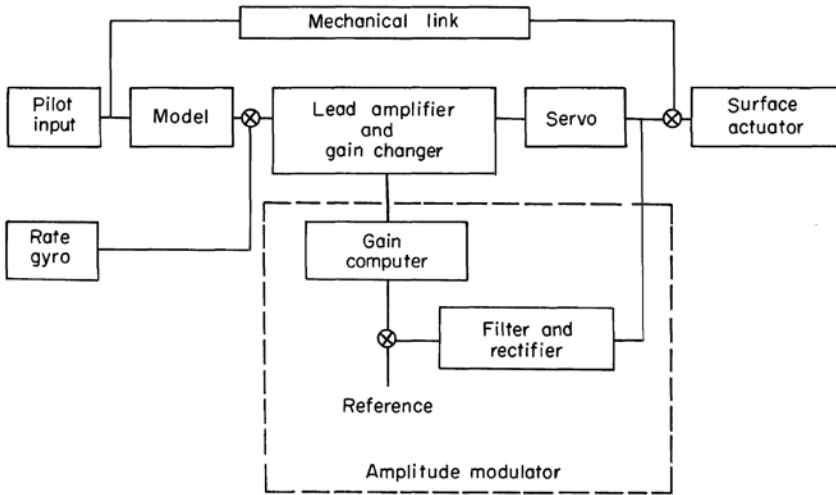 Mechanical link
Pilot
input
Model
Lead amplifier
and
gain changer
Servo
Surface
actuator
Rate
gyro
Gain
computer
Filter and
rectifier
Reference
Amplitude modulator